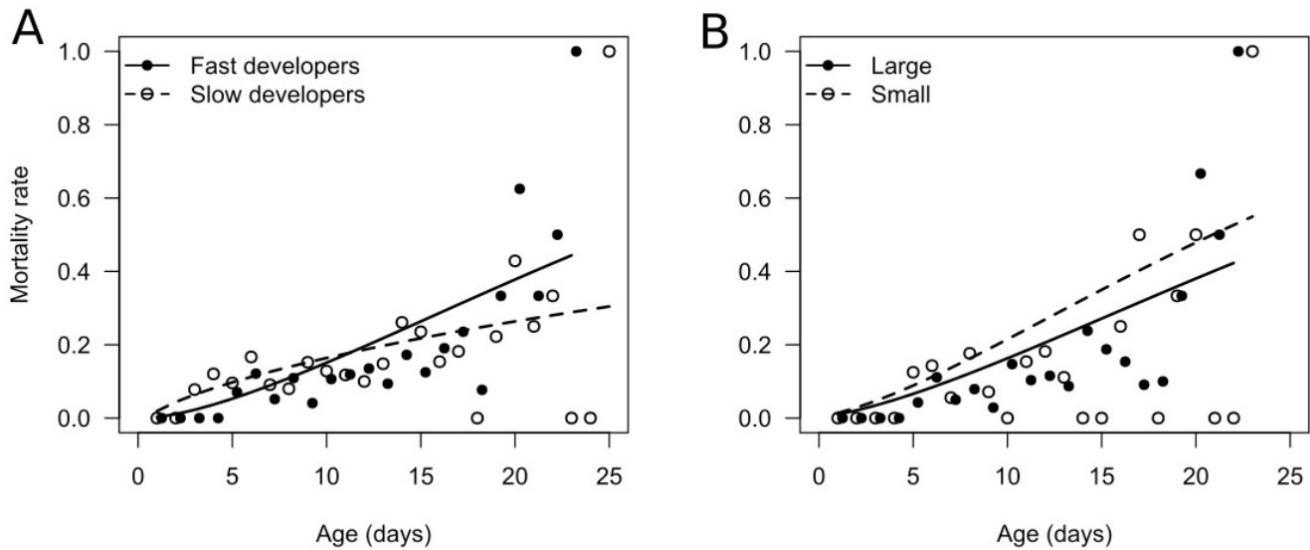 A
Fast developers
Slow developers
Mortality rate
1.0
0.8
0.6
0.4
0.2
0.0
0 5 10 15 20 25
Age (days)
B
Large
Small
1.0
0.8
0.6
0.4
0.2
0.0
0 5 10 15 20 25
Age (days)